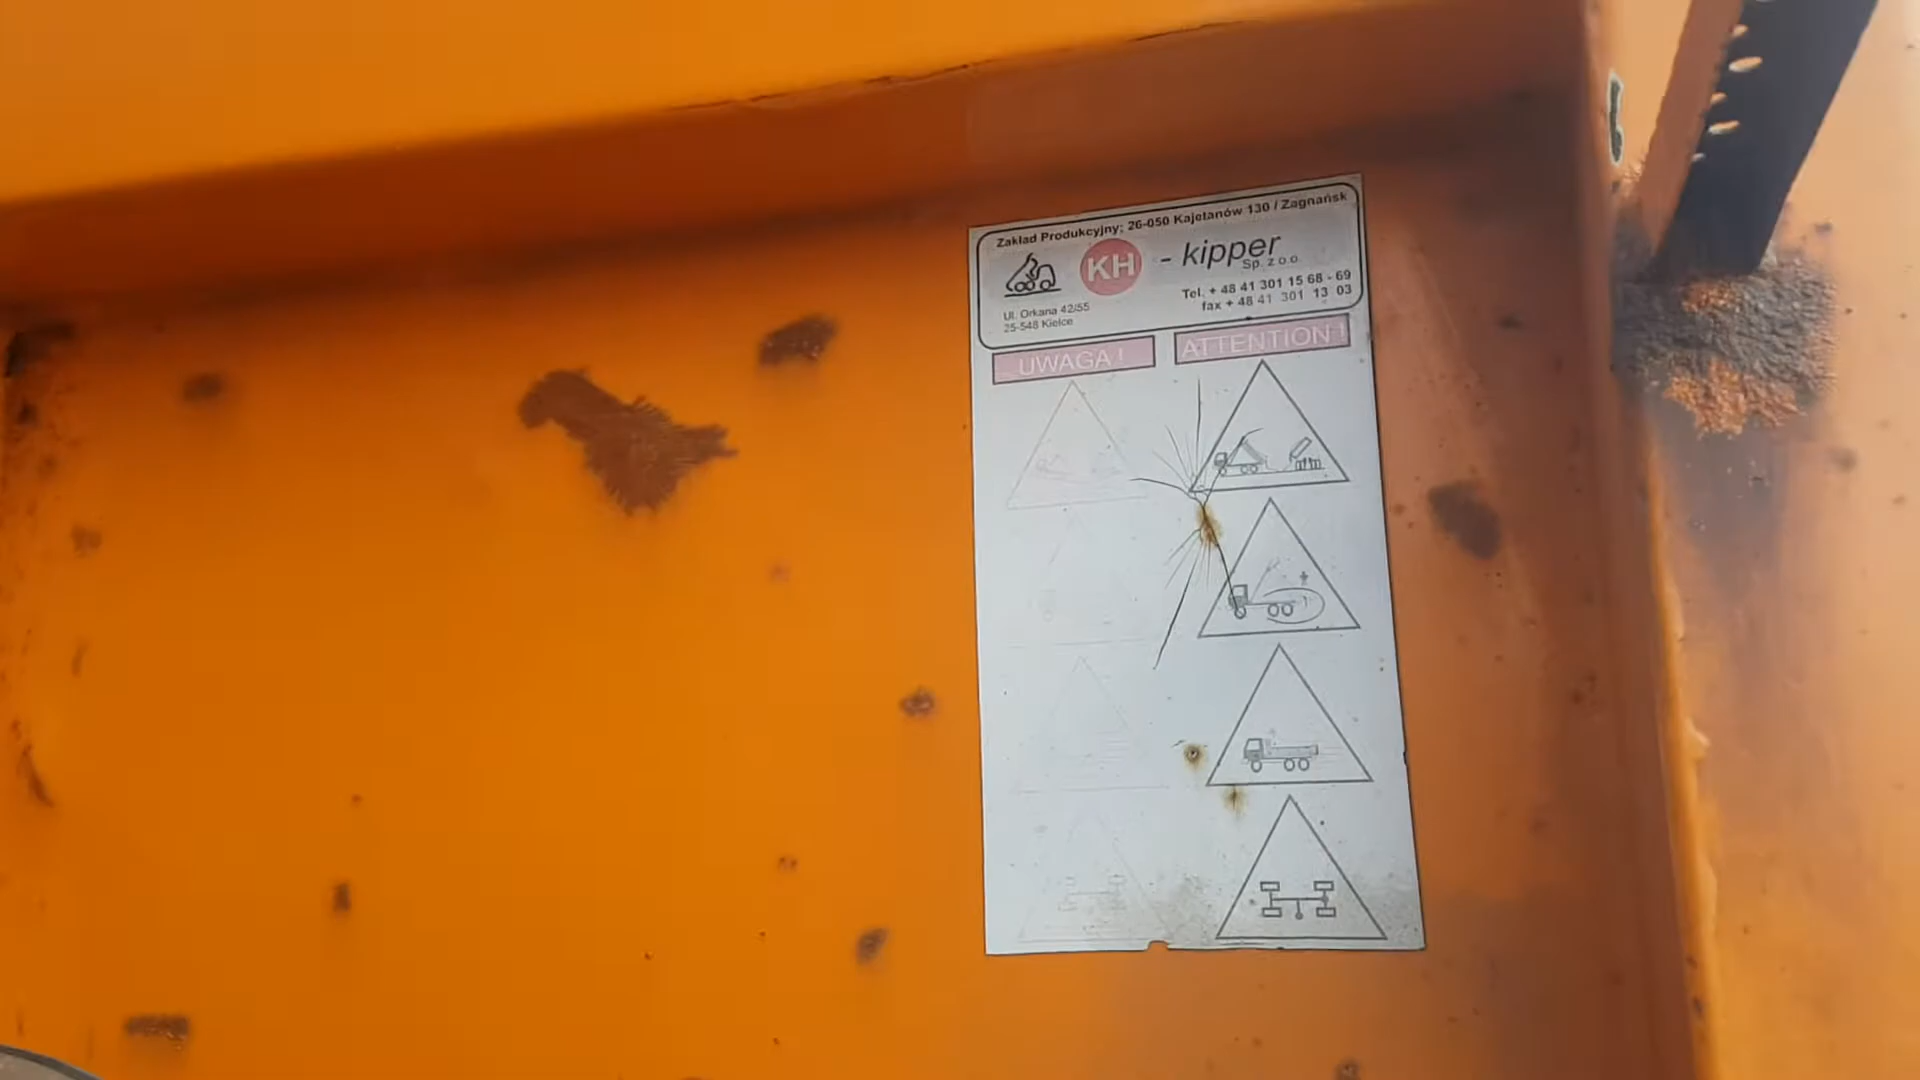 Zakład Produkcyjny; 26-050 Kajetanów 130 / Zagnańsk
KH - kipper
Sp. z o.o.
Tel. + 48 41 301 15 68 - 69
fax + 48 41 301 13 03
Ul. Orkana 42/55
25-548 Kielce
UWAGA ! ATTENTION !